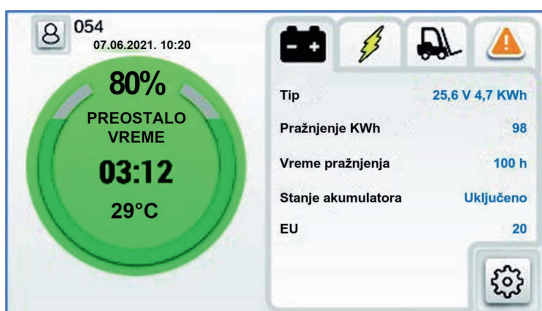 054
07.06.2021. 10:20
80%
PREOSTALO
VREME
03:12
29°C
Tip 25,6 V 4,7 KWh
Pražnjenje KWh 98
Vreme pražnjenja 100 h
Stanje akumulatora Uključeno
EU 20